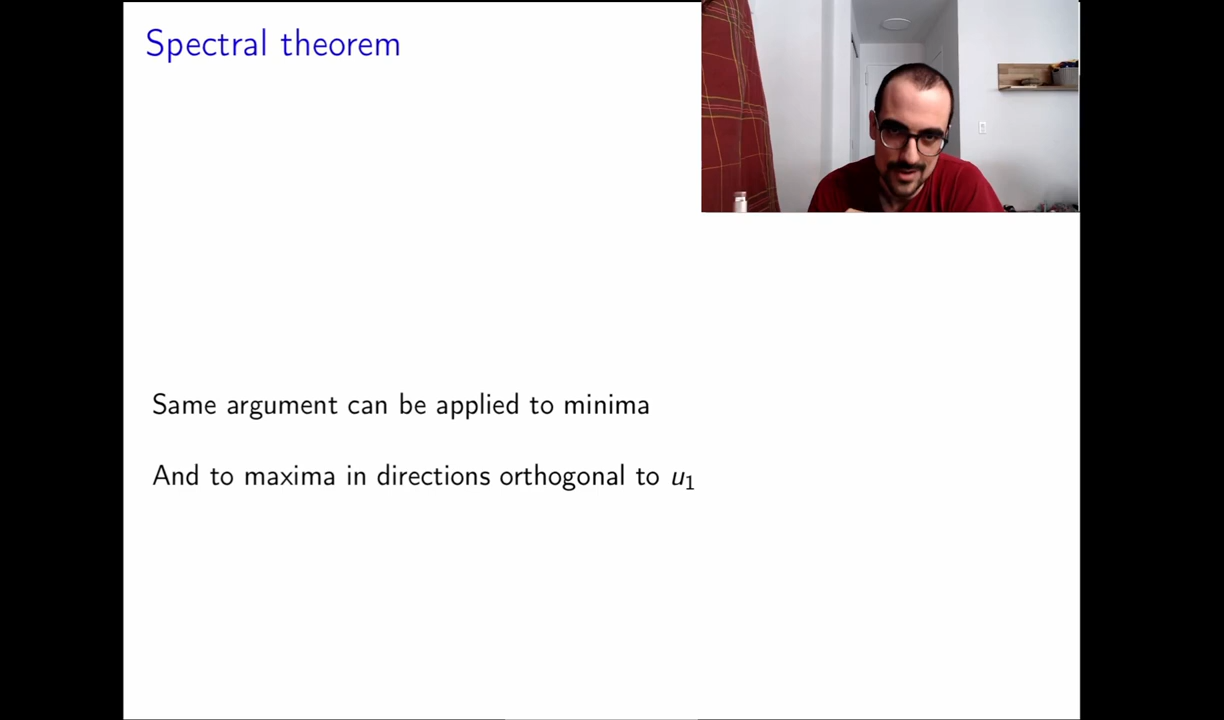 Spectral theorem
Same argument can be applied to minima
And to maxima in directions orthogonal to u₁